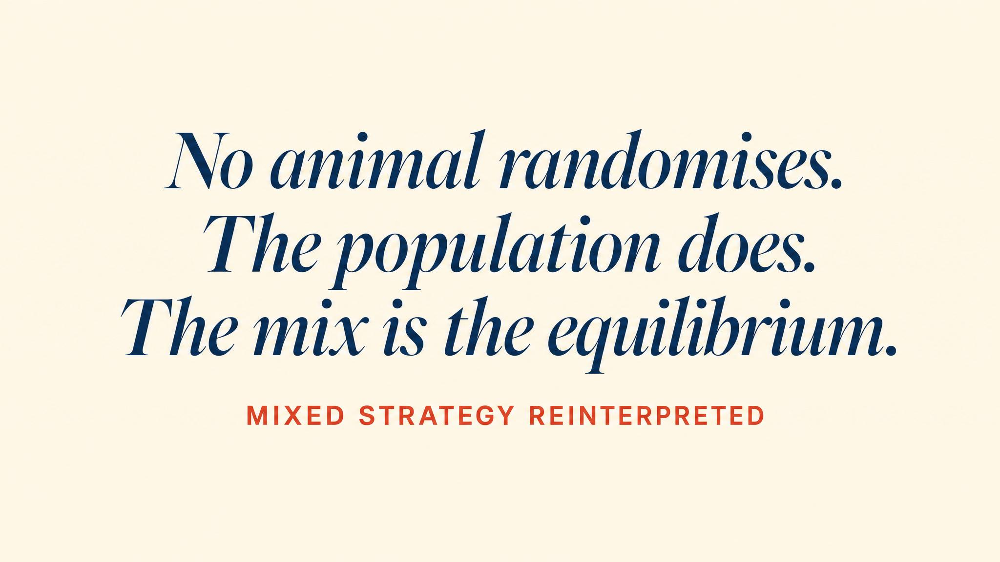 No animal randomises.
The population does.
The mix is the equilibrium.
MIXED STRATEGY REINTERPRETED